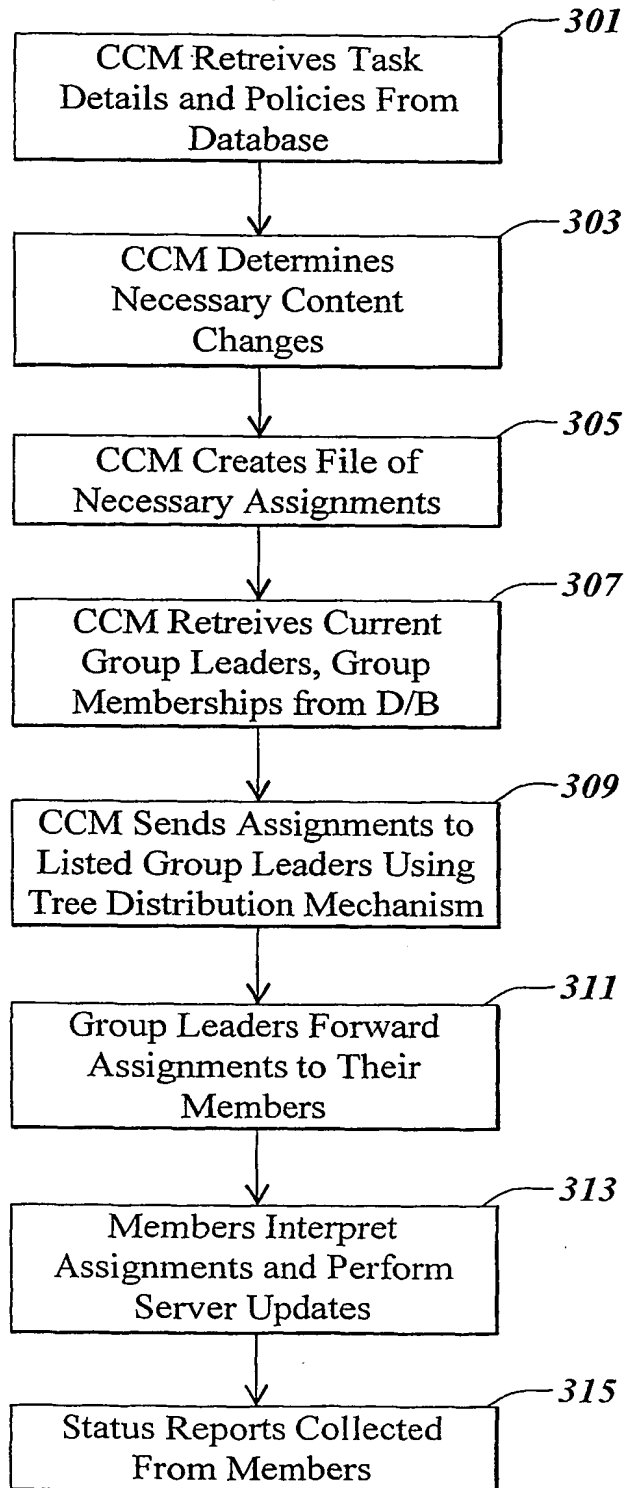 301
CCM Retreives Task
Details and Policies From
Database
303
CCM Determines
Necessary Content
Changes
305
CCM Creates File of
Necessary Assignments
307
CCM Retreives Current
Group Leaders, Group
Memberships from D/B
309
CCM Sends Assignments to
Listed Group Leaders Using
Tree Distribution Mechanism
311
Group Leaders Forward
Assignments to Their
Members
313
Members Interpret
Assignments and Perform
Server Updates
315
Status Reports Collected
From Members